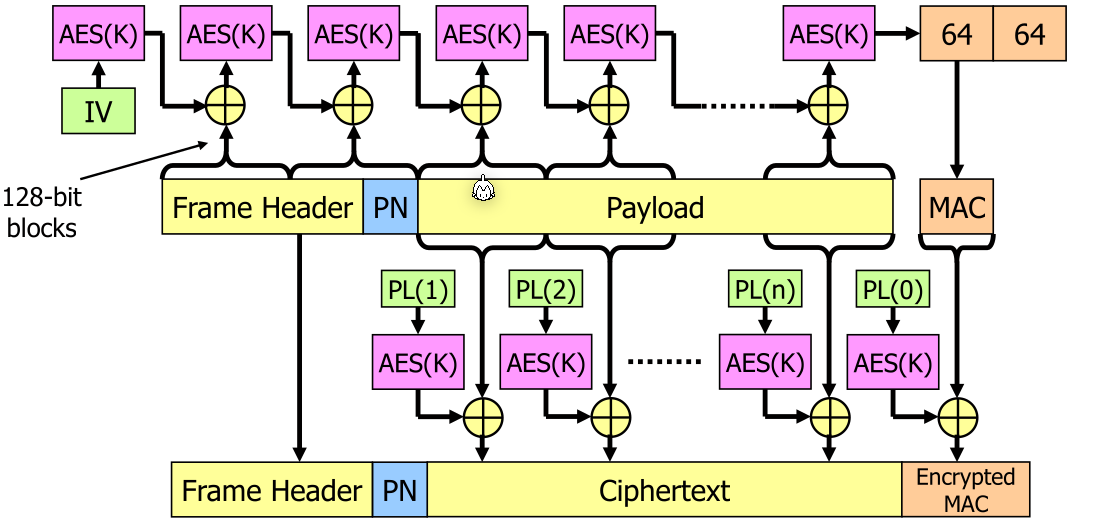 AES(K)
AES(K)
AES(K)
AES(K)
AES(K)
AES(K)
64
64
IV
128-bit
blocks
Frame Header
PN
Payload
MAC
PL(1)
PL(2)
PL(n)
PL(0)
AES(K)
AES(K)
AES(K)
AES(K)
Frame Header
PN
Ciphertext
Encrypted
MAC